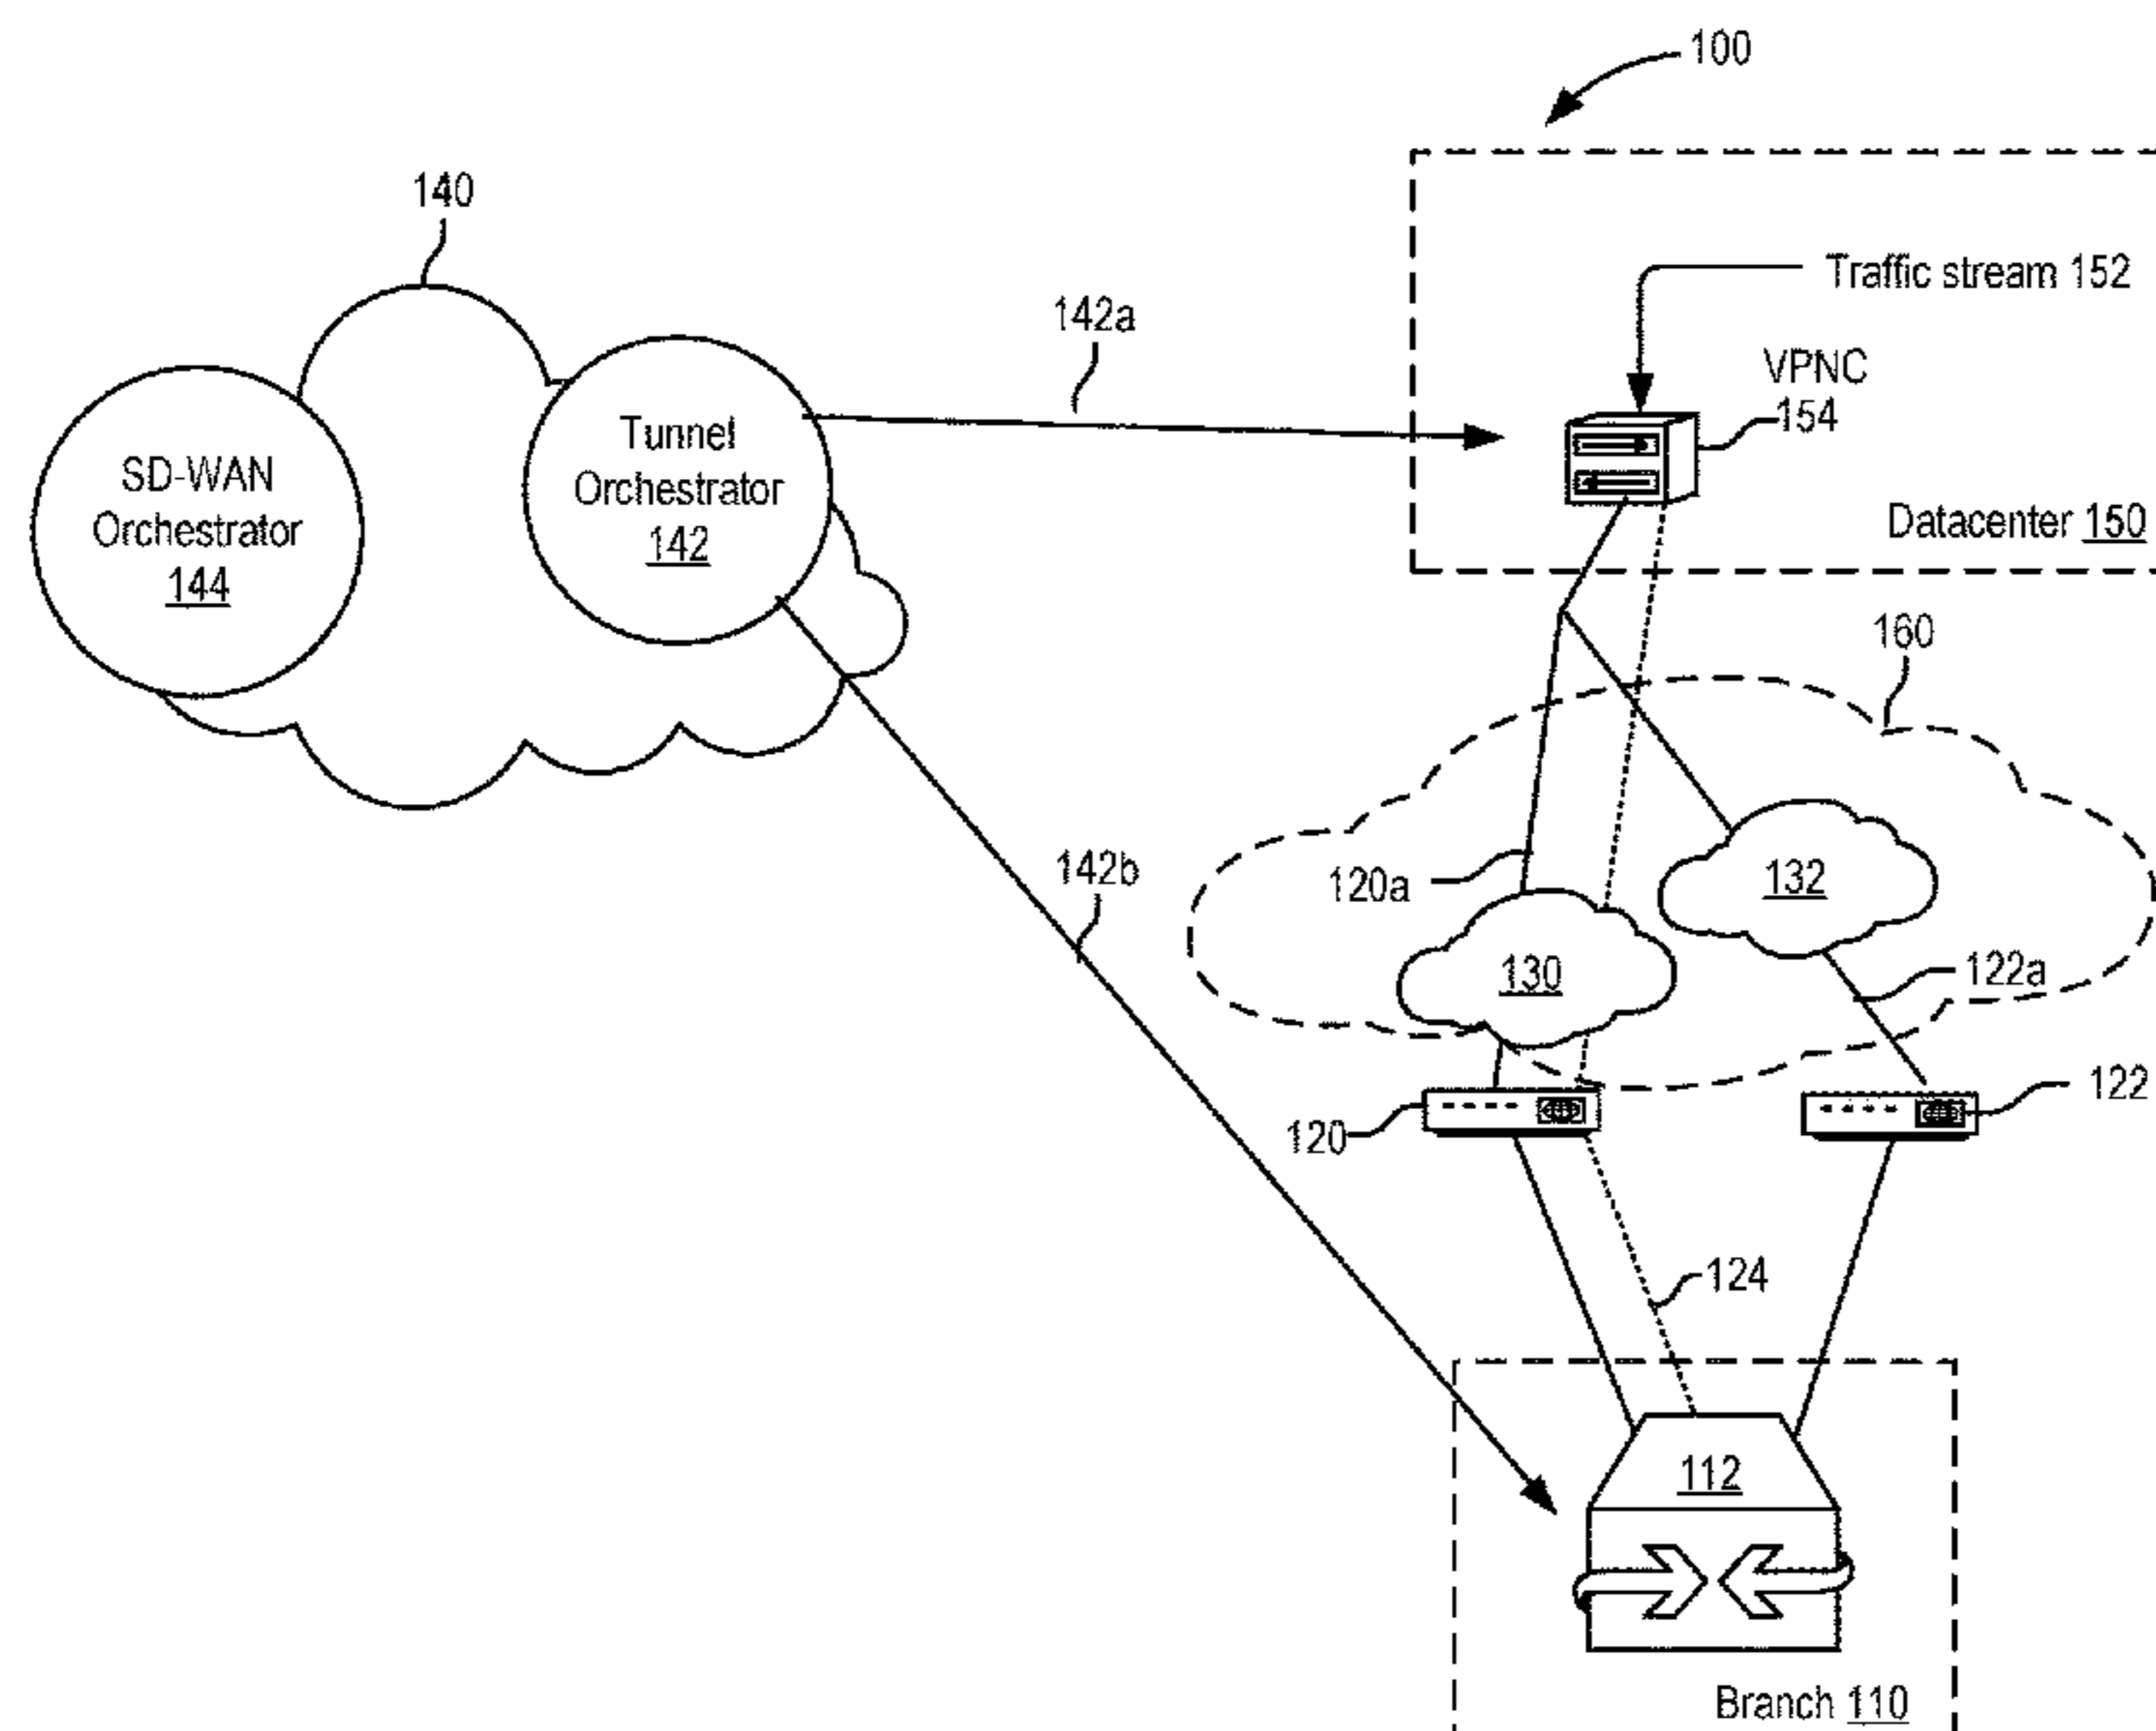 100
140
142a
Traffic stream 152
VPNC
154
Tunnel
Orchestrator
142
SD-WAN
Orchestrator
144
Datacenter 150
160
142b
120a
132
130
122a
120
122
124
112
Branch 110